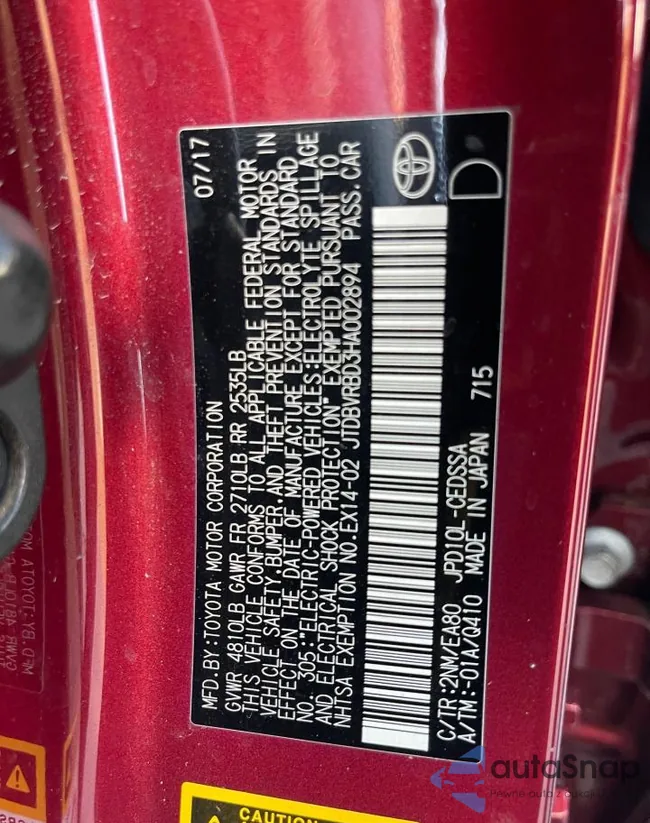 MFD.BY:TOYOTA MOTOR CORPORATION 07/17
GVWR 4810LB GAWR FR 2710LB RR 2535LB
THIS VEHICLE CONFORMS TO ALL APPLICABLE FEDERAL MOTOR
VEHICLE SAFETY,BUMPER,AND THEFT PREVENTION STANDARDS IN
EFFECT ON THE DATE OF MANUFACTURE EXCEPT FOR STANDARD
NO. 305:"ELECTRIC-POWERED VEHICLES:ELECTROLYTE SPILLAGE
AND ELECTRICAL SHOCK PROTECTION" EXEMPTED PURSUANT TO
NHTSA EXEMPTION NO.EX14-02 JTDBVRBD3HA002894 PASS.CAR
C/TR:2NM/EA80 JPD10L-CEDSSA
A/TM:-01A/Q410 MADE IN JAPAN 715
D
CAUTION
autaSnap